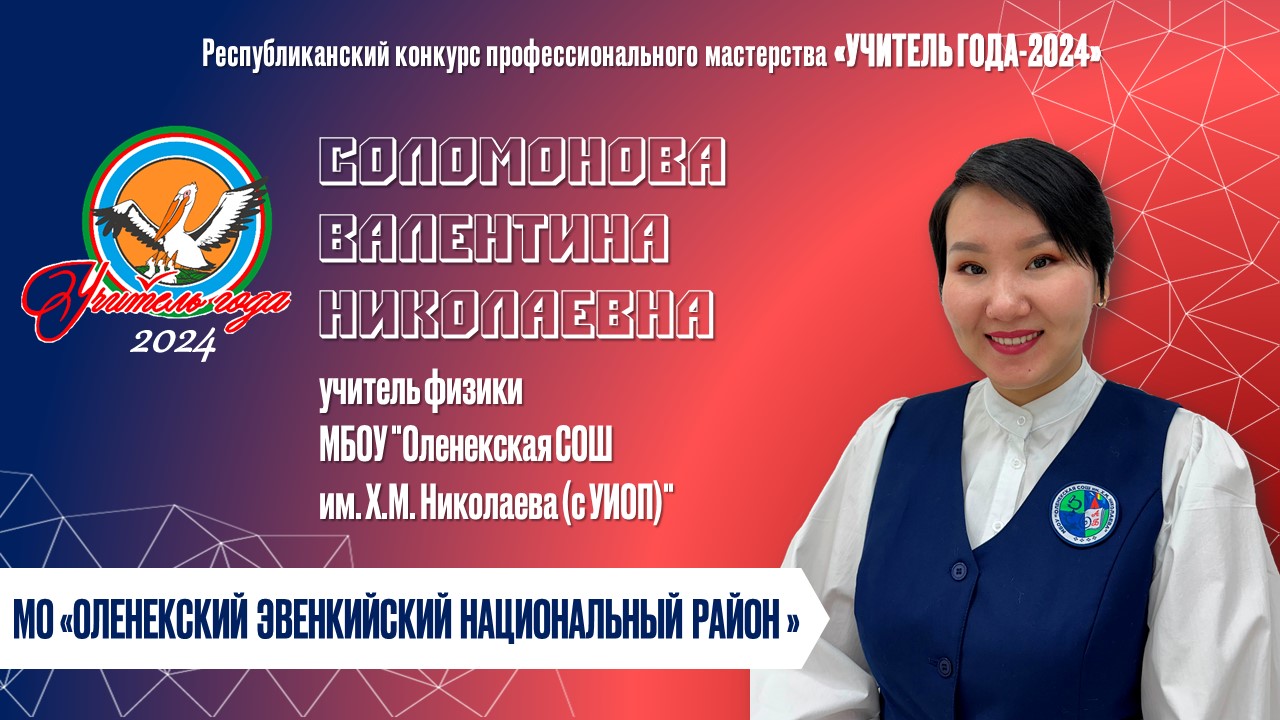 Республиканский конкурс профессионального мастерства «УЧИТЕЛЬ ГОДА-2024»
СОЛОМОНОВА
ВАЛЕНТИНА
НИКОЛАЕВНА
Учитель года
2024
учитель физики
МБОУ "Оленекская СОШ
им. Х.М. Николаева (с УИОП)"
МО «ОЛЕНЕКСКИЙ ЭВЕНКИЙСКИЙ НАЦИОНАЛЬНЫЙ РАЙОН »